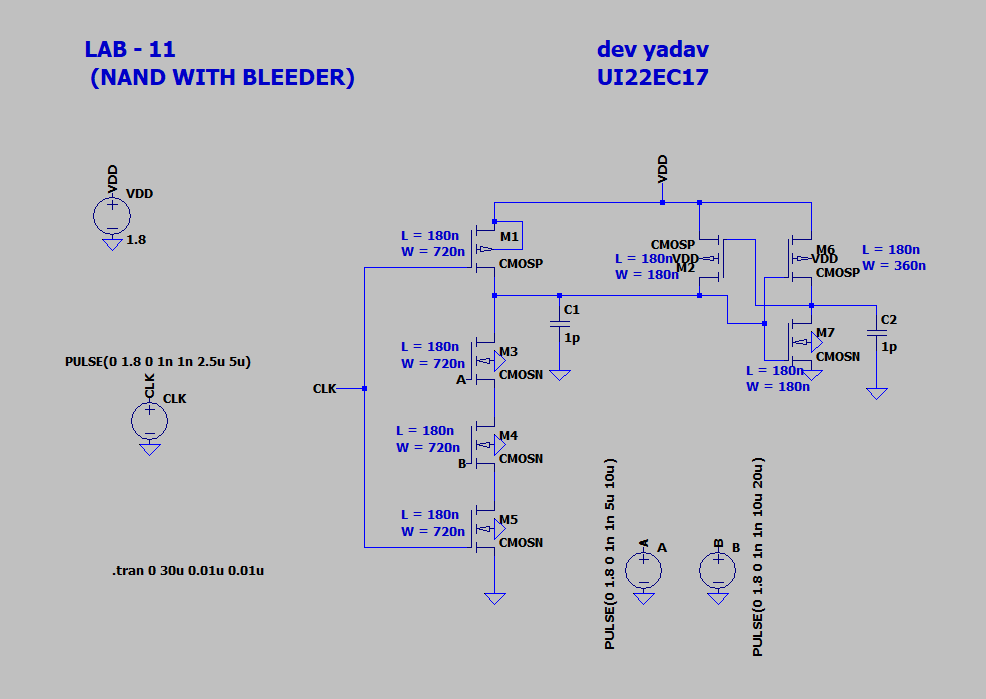 LAB - 11
(NAND WITH BLEEDER)
dev yadav
UI22EC17
VDD
VDD
1.8
VDD
L = 180n
W = 720n
M1
CMOSP
CMOSP
L = 180n
W = 180n
VDD
M2
M6
VDD
CMOSP
L = 180n
W = 360n
C1
1p
C2
1p
M7
CMOSN
L = 180n
W = 180n
L = 180n
W = 720n
M3
CMOSN
A
PULSE(0 1.8 0 1n 1n 2.5u 5u)
CLK
CLK
CLK
L = 180n
W = 720n
M4
CMOSN
B
L = 180n
W = 720n
M5
CMOSN
.tran 0 30u 0.01u 0.01u
PULSE(0 1.8 0 1n 1n 5u 10u)
A
A
B
B
PULSE(0 1.8 0 1n 1n 10u 20u)